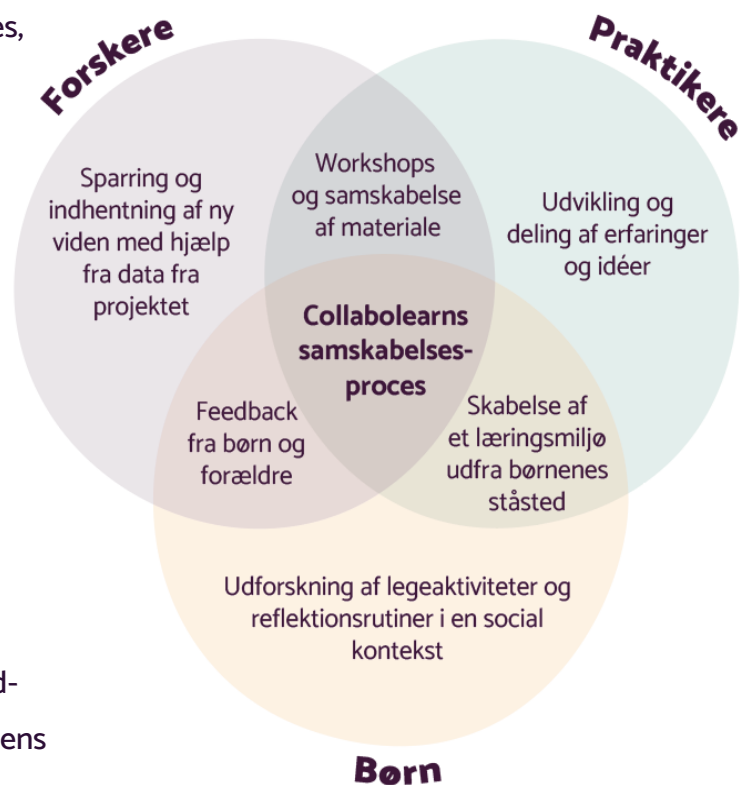 es,
Forskere
Praktikere
Sparring og
indhentning af ny
viden med hjælp
fra data fra
projektet
Workshops
og samskabelse
af materiale
Udvikling og
deling af erfaringer
og idéer
Collabolearns
samskabelses-
proces
Feedback
fra børn og
forældre
Skabelse af
et læringsmiljø
udfra børnenes
ståsted
Udforskning af legeaktiviteter og
reflektionsrutiner i en social
kontekst
d-
ens
Børn